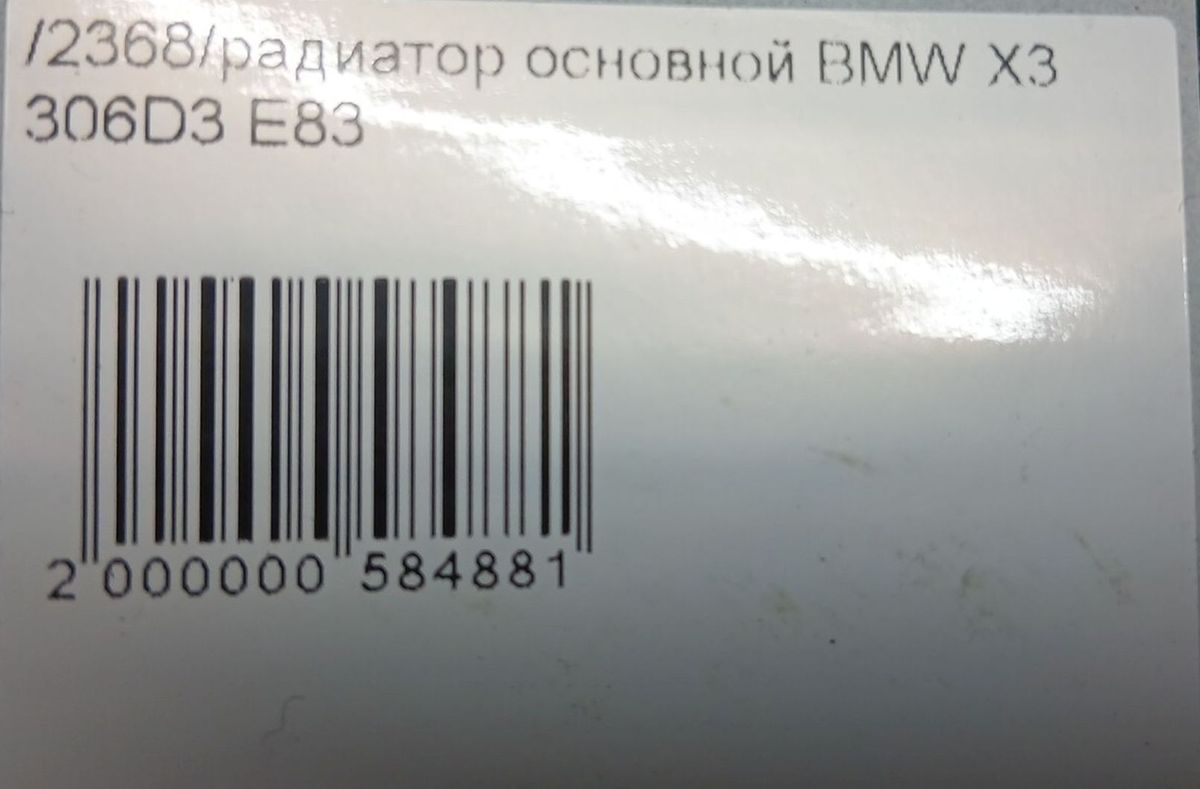 /2368/радиатор основной BMW X3
306D3 E83
2 000000 584881